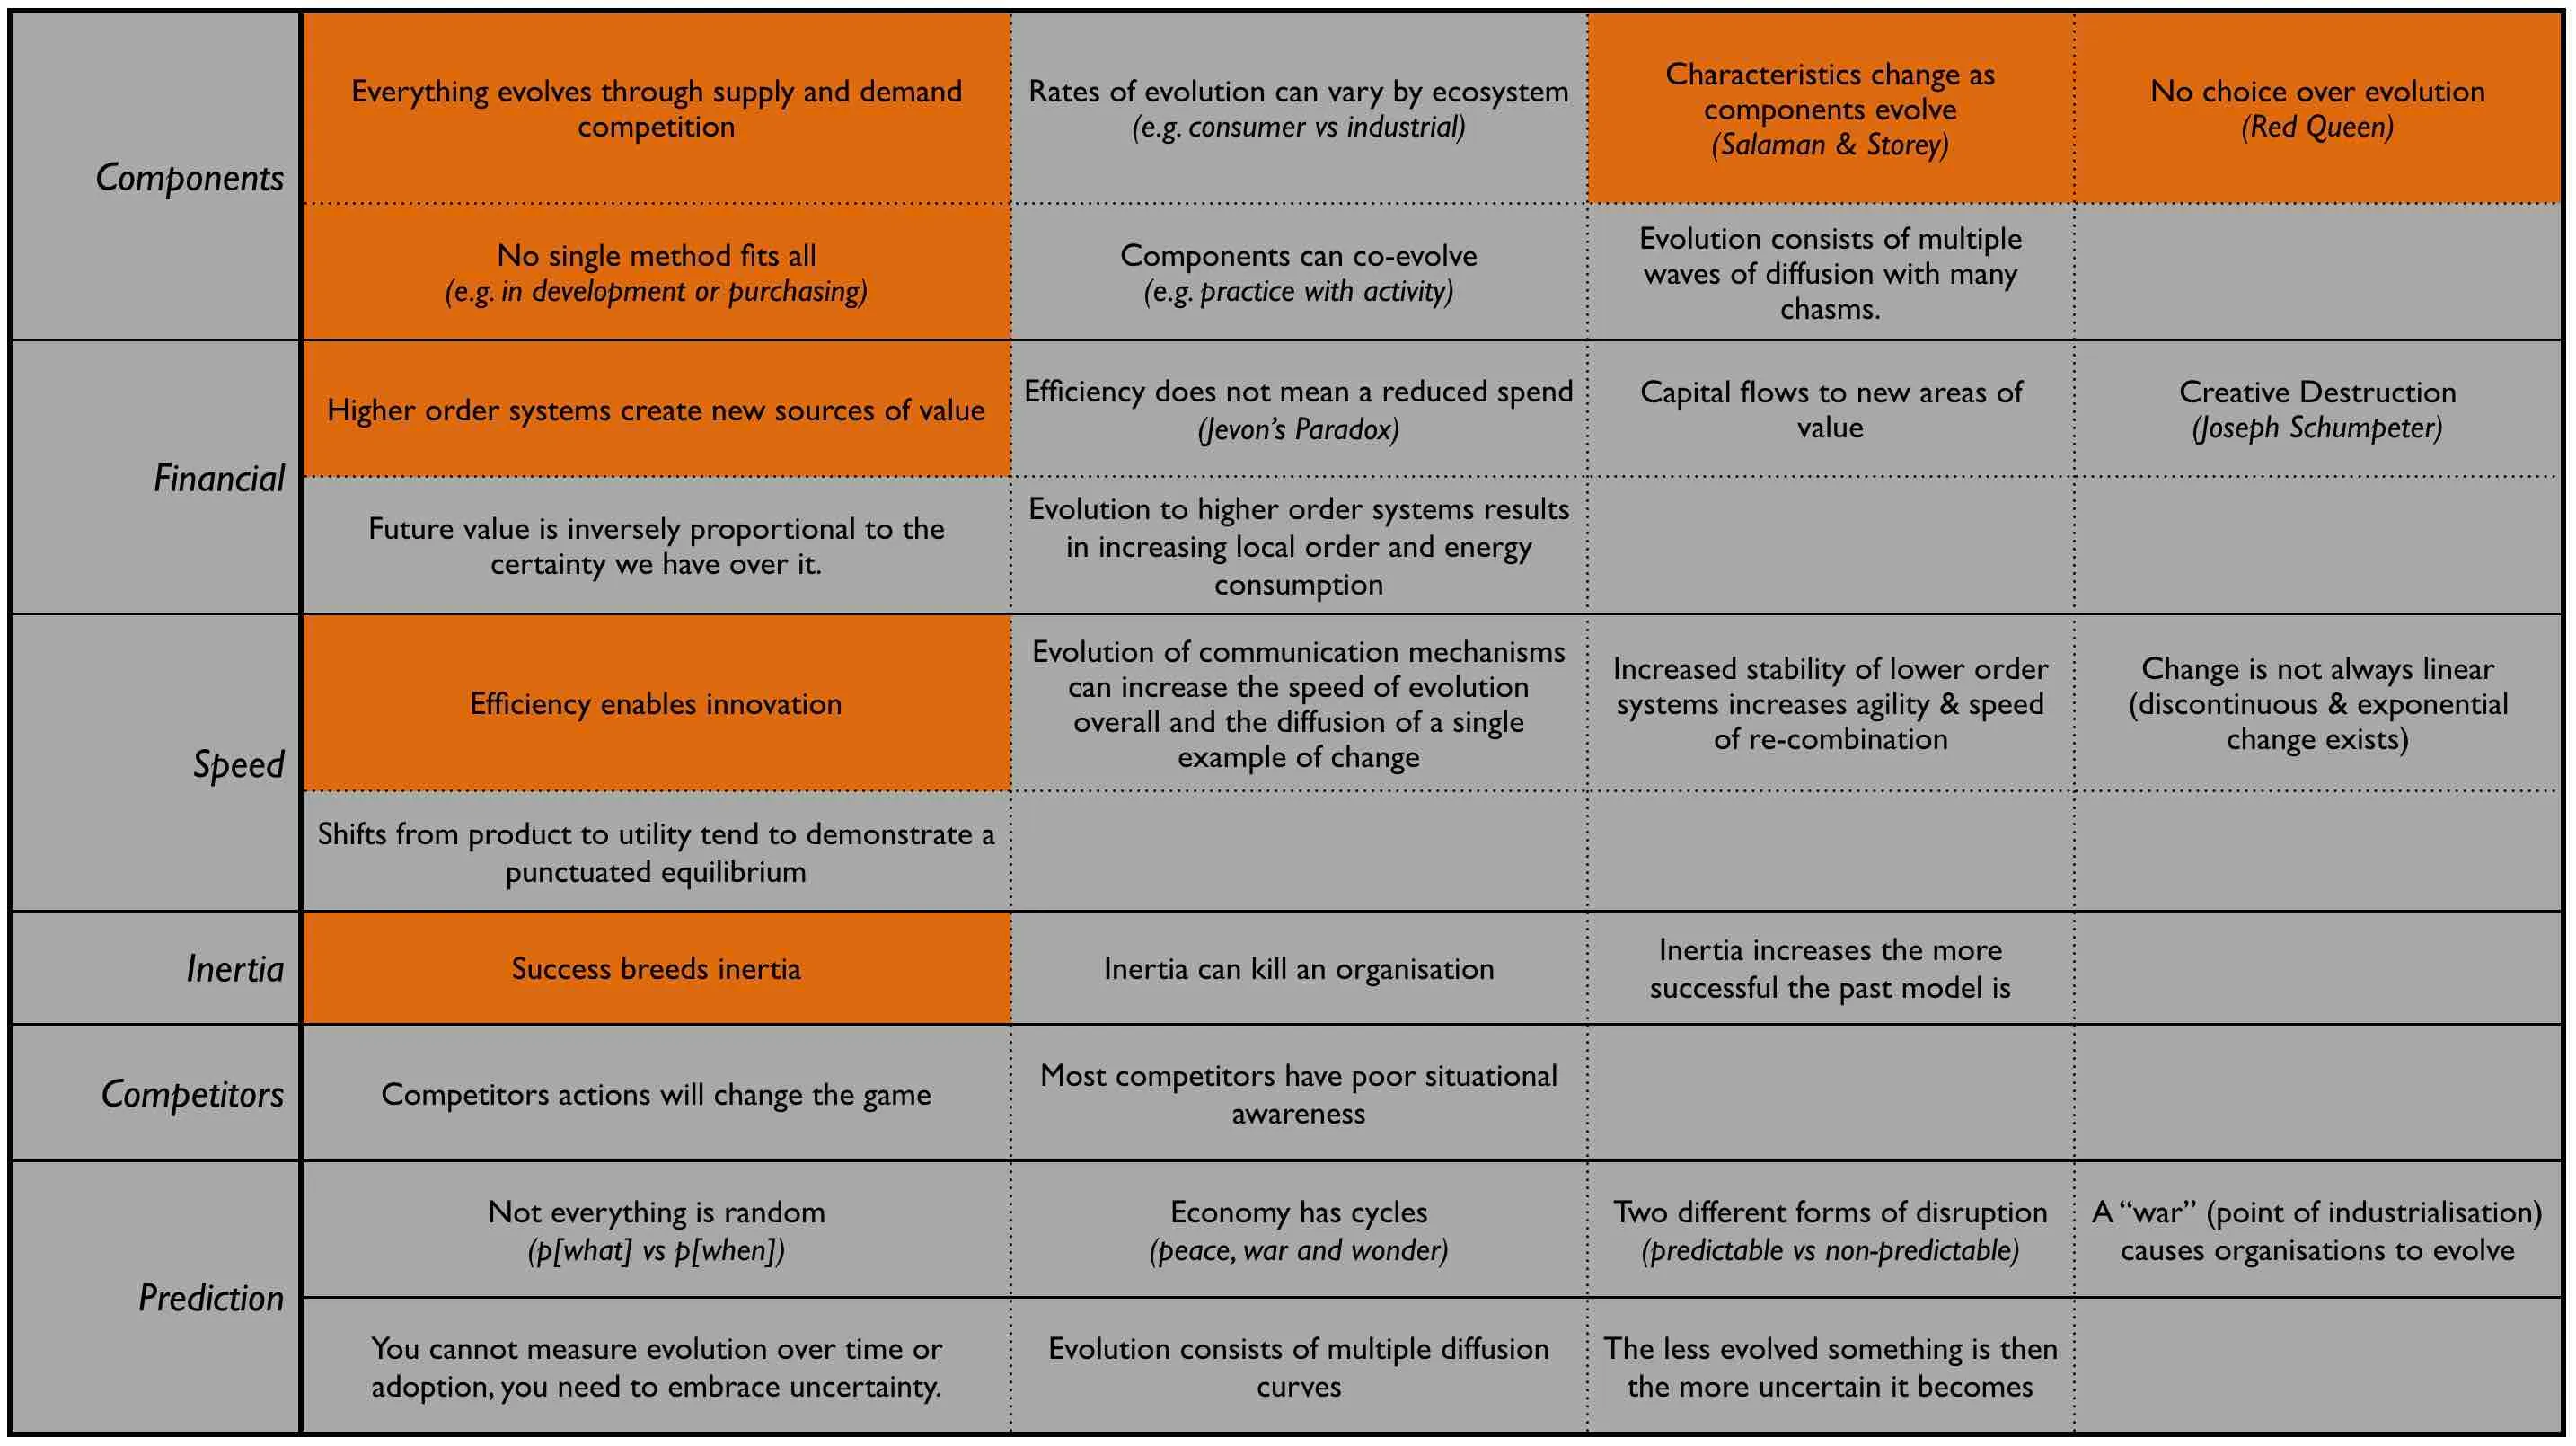 Components
Everything evolves through supply and demand
competition
Rates of evolution can vary by ecosystem
(e.g. consumer vs industrial)
Characteristics change as
components evolve
(Salaman & Storey)
No choice over evolution
(Red Queen)
No single method fits all
(e.g. in development or purchasing)
Components can co-evolve
(e.g. practice with activity)
Evolution consists of multiple
waves of diffusion with many
chasms.
Financial
Higher order systems create new sources of value
Efficiency does not mean a reduced spend
(Jevon’s Paradox)
Capital flows to new areas of
value
Creative Destruction
(Joseph Schumpeter)
Future value is inversely proportional to the
certainty we have over it.
Evolution to higher order systems results
in increasing local order and energy
consumption
Speed
Efficiency enables innovation
Evolution of communication mechanisms
can increase the speed of evolution
overall and the diffusion of a single
example of change
Increased stability of lower order
systems increases agility & speed
of re-combination
Change is not always linear
(discontinuous & exponential
change exists)
Shifts from product to utility tend to demonstrate a
punctuated equilibrium
Inertia
Success breeds inertia
Inertia can kill an organisation
Inertia increases the more
successful the past model is
Competitors
Competitors actions will change the game
Most competitors have poor situational
awareness
Prediction
Not everything is random
(p[what] vs p[when])
Economy has cycles
(peace, war and wonder)
Two different forms of disruption
(predictable vs non-predictable)
A “war” (point of industrialisation)
causes organisations to evolve
You cannot measure evolution over time or
adoption, you need to embrace uncertainty.
Evolution consists of multiple diffusion
curves
The less evolved something is then
the more uncertain it becomes